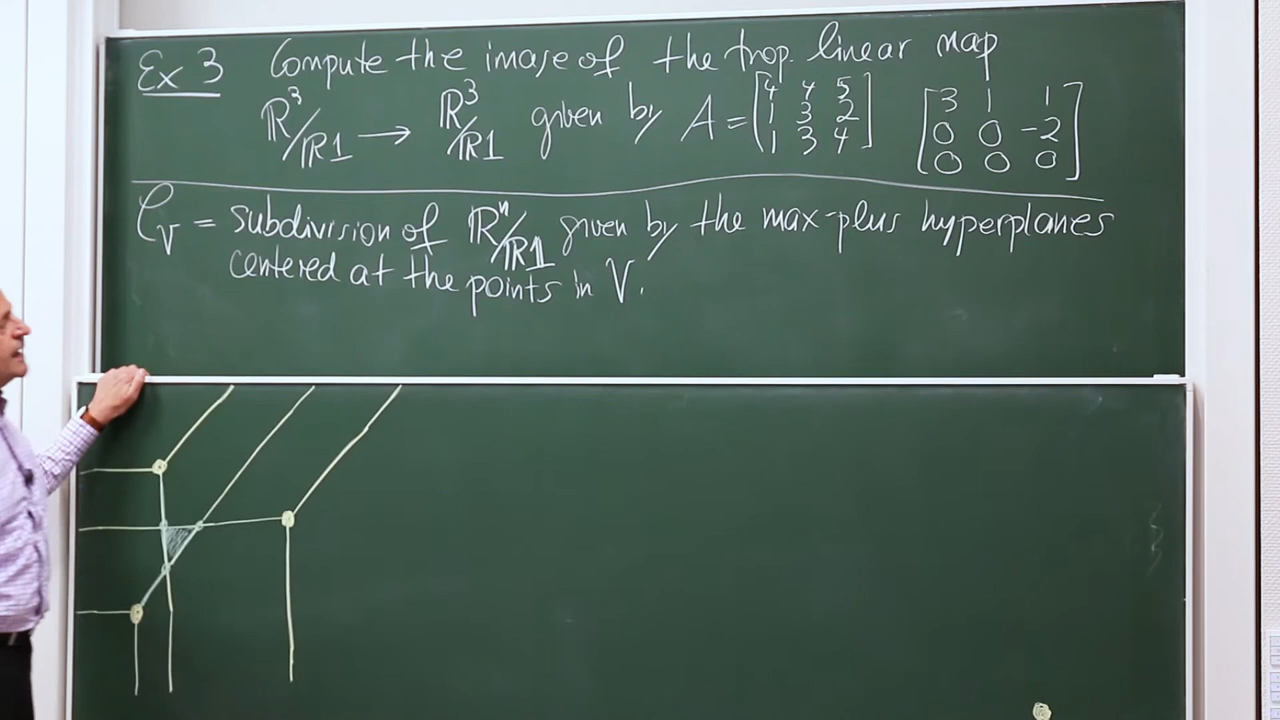 Ex 3 Compute the image of the trop. linear map
ℝ³/ℝ1 → ℝ³/ℝ1 given by A = [4 4 5; 1 3 2; 1 3 4] [3 1 1; 0 0 -2; 0 0 0]
𝒞_V = subdivision of ℝⁿ/ℝ1 given by the max-plus hyperplanes
centered at the points in V.